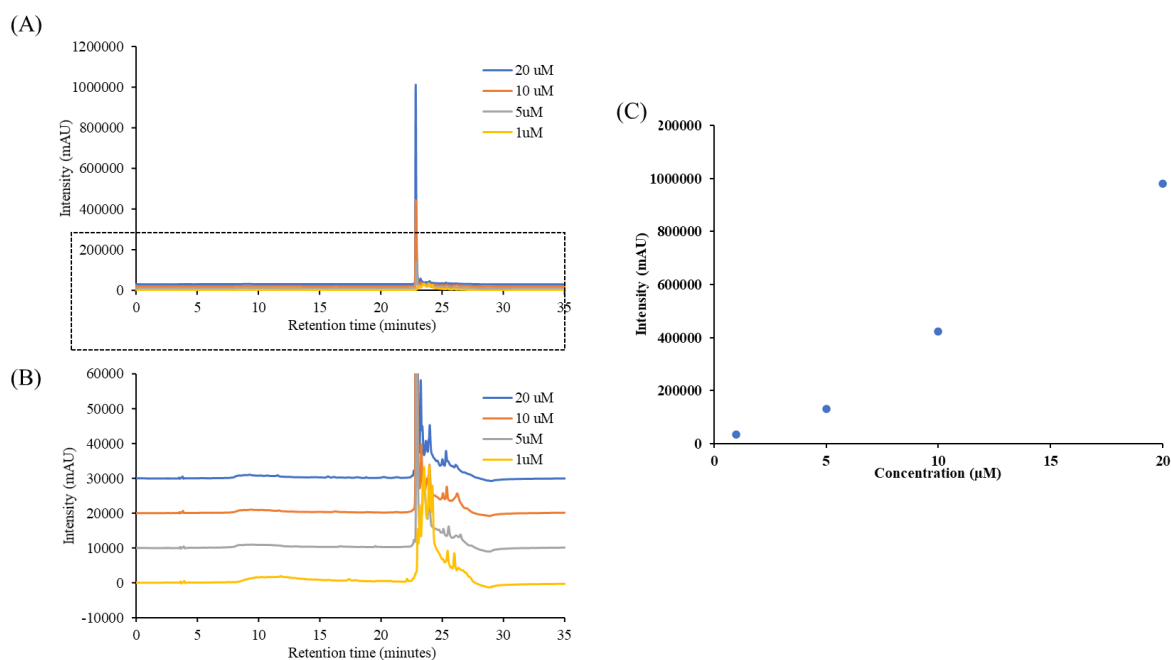 (A)
1200000
1000000
800000
600000
400000
200000
0
Intensity (mAU)
20 uM
10 uM
5uM
1uM
0 5 10 15 20 25 30 35
Retention time (minutes)
(B)
60000
50000
40000
30000
20000
10000
0
-10000
Intensity (mAU)
20 uM
10 uM
5uM
1uM
0 5 10 15 20 25 30 35
Retention time (minutes)
(C)
200000
1000000
800000
600000
400000
200000
0
Intensity (mAU)
0 5 10 15 20
Concentration (µM)